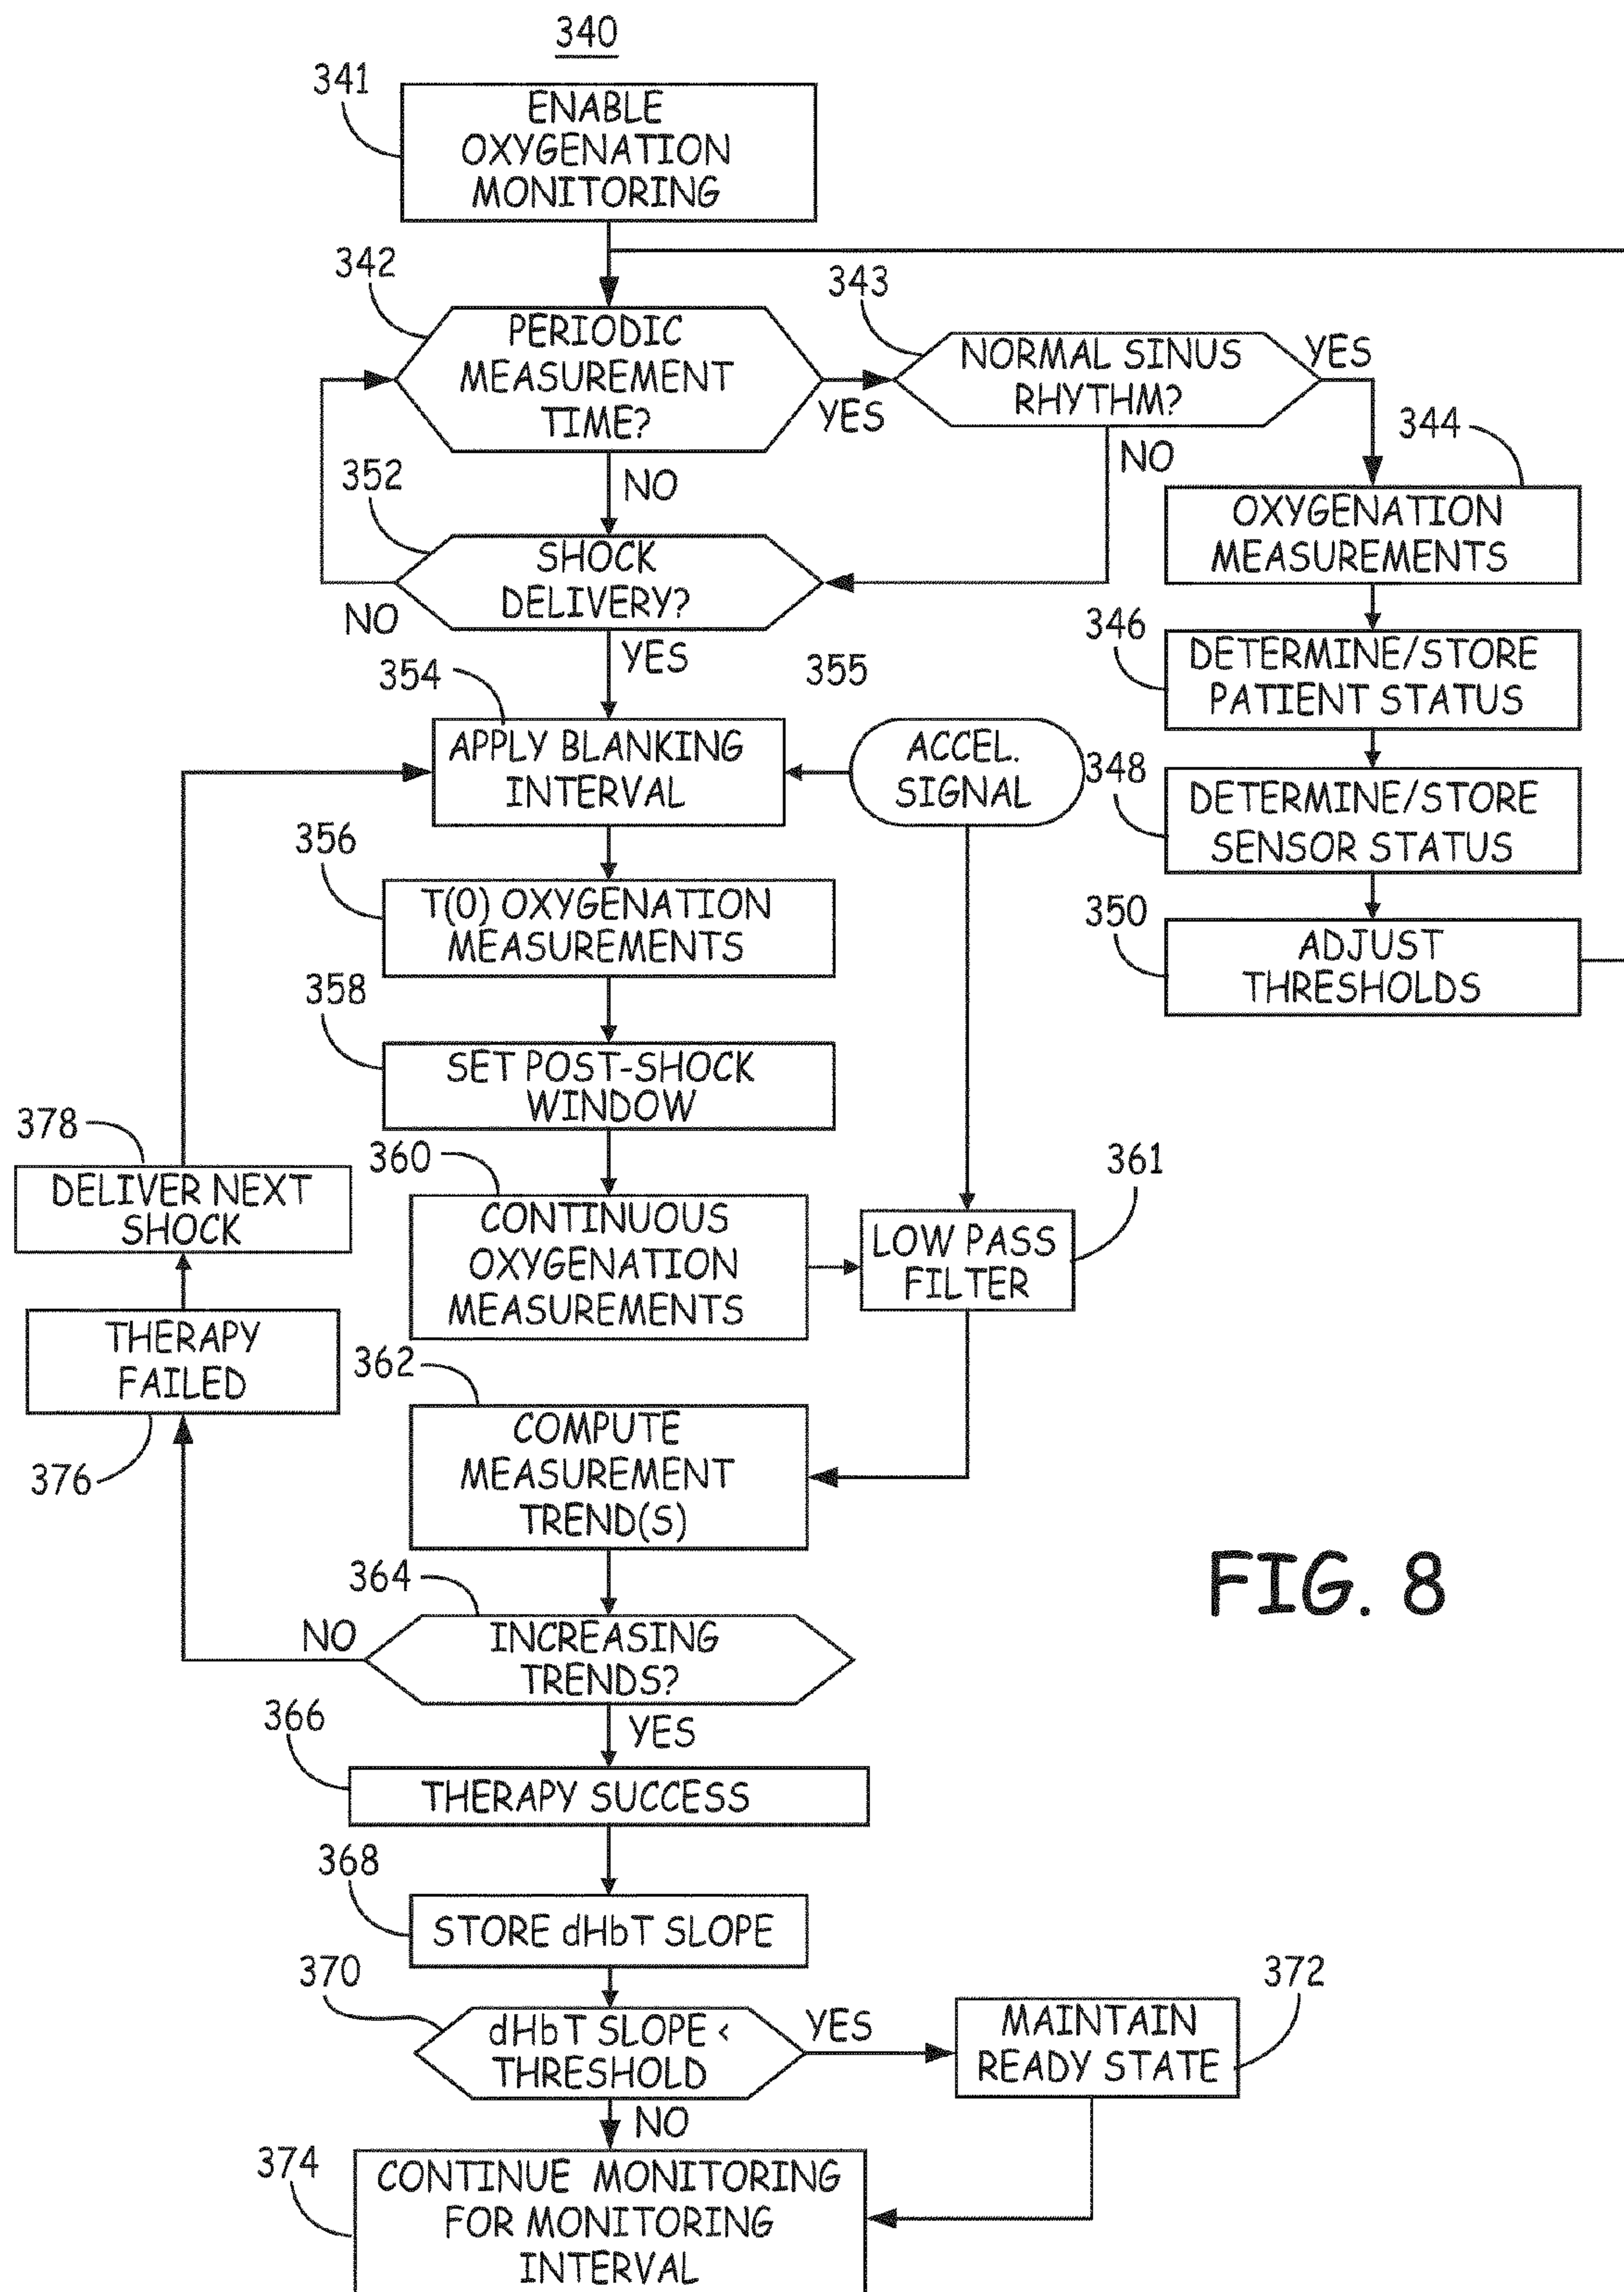 340
341
ENABLE
OXYGENATION
MONITORING
342
PERIODIC
MEASUREMENT
TIME?
YES
NO
343
NORMAL SINUS
RHYTHM?
YES
NO
344
OXYGENATION
MEASUREMENTS
346
DETERMINE/STORE
PATIENT STATUS
348
DETERMINE/STORE
SENSOR STATUS
350
ADJUST
THRESHOLDS
352
SHOCK
DELIVERY?
NO
YES
354
APPLY BLANKING
INTERVAL
355
ACCEL.
SIGNAL
356
T(0) OXYGENATION
MEASUREMENTS
358
SET POST-SHOCK
WINDOW
360
CONTINUOUS
OXYGENATION
MEASUREMENTS
361
LOW PASS
FILTER
362
COMPUTE
MEASUREMENT
TREND(S)
364
INCREASING
TRENDS?
NO
YES
378
DELIVER NEXT
SHOCK
THERAPY
FAILED
376
366
THERAPY SUCCESS
368
STORE dHbT SLOPE
370
dHbT SLOPE <
THRESHOLD
YES
NO
372
MAINTAIN
READY STATE
374
CONTINUE MONITORING
FOR MONITORING
INTERVAL
FIG. 8